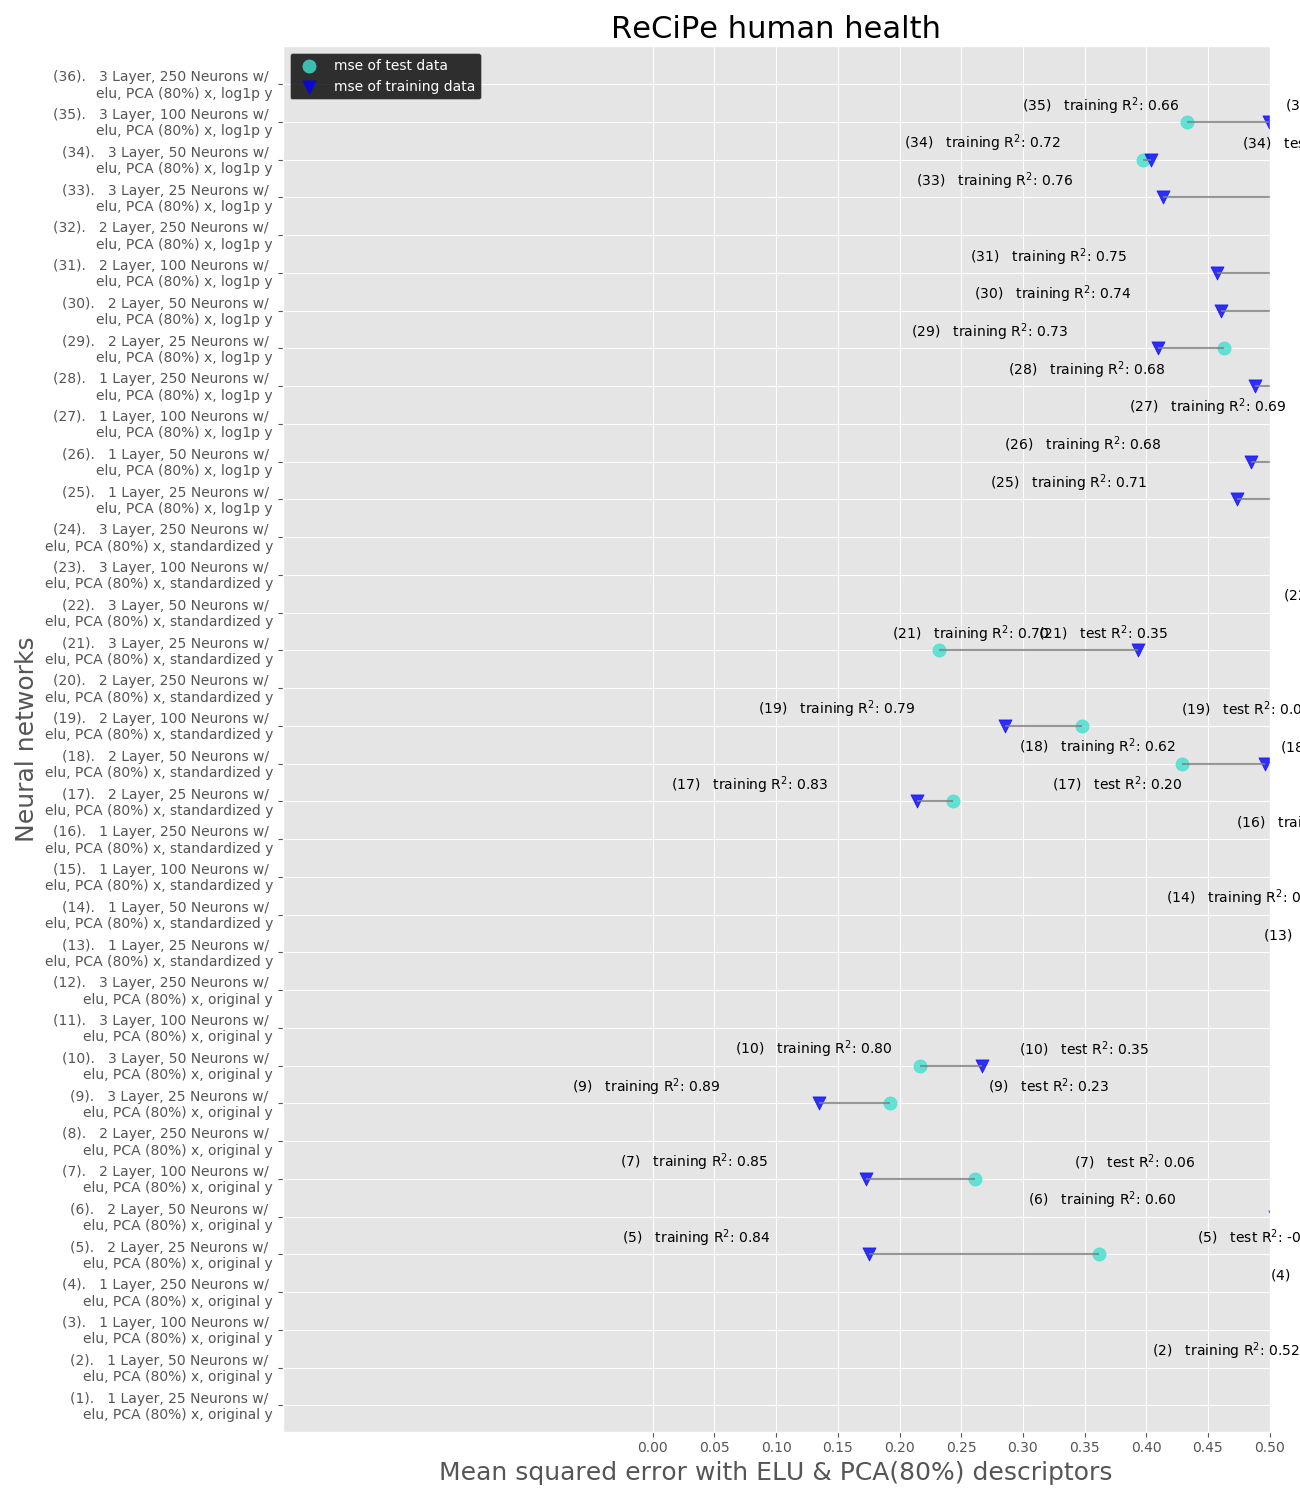 ReCiPe human health
mse of test data
mse of training data
(36).   3 Layer, 250 Neurons w/
elu, PCA (80%) x, log1p y
(35).   3 Layer, 100 Neurons w/
elu, PCA (80%) x, log1p y
(35)   training R²: 0.66
(34).   3 Layer, 50 Neurons w/
elu, PCA (80%) x, log1p y
(34)   training R²: 0.72
(34)
(33).   3 Layer, 25 Neurons w/
elu, PCA (80%) x, log1p y
(33)   training R²: 0.76
(32).   2 Layer, 250 Neurons w/
elu, PCA (80%) x, log1p y
(31).   2 Layer, 100 Neurons w/
elu, PCA (80%) x, log1p y
(31)   training R²: 0.75
(30).   2 Layer, 50 Neurons w/
elu, PCA (80%) x, log1p y
(30)   training R²: 0.74
(29).   2 Layer, 25 Neurons w/
elu, PCA (80%) x, log1p y
(29)   training R²: 0.73
(28).   1 Layer, 250 Neurons w/
elu, PCA (80%) x, log1p y
(28)   training R²: 0.68
(27).   1 Layer, 100 Neurons w/
elu, PCA (80%) x, log1p y
(27)   training R²: 0.69
(26).   1 Layer, 50 Neurons w/
elu, PCA (80%) x, log1p y
(26)   training R²: 0.68
(25).   1 Layer, 25 Neurons w/
elu, PCA (80%) x, log1p y
(25)   training R²: 0.71
(24).   3 Layer, 250 Neurons w/
elu, PCA (80%) x, standardized y
(23).   3 Layer, 100 Neurons w/
elu, PCA (80%) x, standardized y
(22).   3 Layer, 50 Neurons w/
elu, PCA (80%) x, standardized y
(21).   3 Layer, 25 Neurons w/
elu, PCA (80%) x, standardized y
(21)   training R²: 0.70
(21)   test R²: 0.35
(20).   2 Layer, 250 Neurons w/
elu, PCA (80%) x, standardized y
(19).   2 Layer, 100 Neurons w/
elu, PCA (80%) x, standardized y
(19)   training R²: 0.79
(19)   test R²: 0.0
(18).   2 Layer, 50 Neurons w/
elu, PCA (80%) x, standardized y
(18)   training R²: 0.62
(18
(17).   2 Layer, 25 Neurons w/
elu, PCA (80%) x, standardized y
(17)   training R²: 0.83
(17)   test R²: 0.20
(16).   1 Layer, 250 Neurons w/
elu, PCA (80%) x, standardized y
(16)
(15).   1 Layer, 100 Neurons w/
elu, PCA (80%) x, standardized y
(14).   1 Layer, 50 Neurons w/
elu, PCA (80%) x, standardized y
(14)   training R²: 0
(13).   1 Layer, 25 Neurons w/
elu, PCA (80%) x, standardized y
(13)
(12).   3 Layer, 250 Neurons w/
elu, PCA (80%) x, original y
(11).   3 Layer, 100 Neurons w/
elu, PCA (80%) x, original y
(10).   3 Layer, 50 Neurons w/
elu, PCA (80%) x, original y
(10)   training R²: 0.80
(10)   test R²: 0.35
(9).   3 Layer, 25 Neurons w/
elu, PCA (80%) x, original y
(9)   training R²: 0.89
(9)   test R²: 0.23
(8).   2 Layer, 250 Neurons w/
elu, PCA (80%) x, original y
(7).   2 Layer, 100 Neurons w/
elu, PCA (80%) x, original y
(7)   training R²: 0.85
(7)   test R²: 0.06
(6).   2 Layer, 50 Neurons w/
elu, PCA (80%) x, original y
(6)   training R²: 0.60
(5).   2 Layer, 25 Neurons w/
elu, PCA (80%) x, original y
(5)   training R²: 0.84
(5)   test R²: -0
(4).   1 Layer, 250 Neurons w/
elu, PCA (80%) x, original y
(4)
(3).   1 Layer, 100 Neurons w/
elu, PCA (80%) x, original y
(2).   1 Layer, 50 Neurons w/
elu, PCA (80%) x, original y
(2)   training R²: 0.52
(1).   1 Layer, 25 Neurons w/
elu, PCA (80%) x, original y
Neural networks
0.00 0.05 0.10 0.15 0.20 0.25 0.30 0.35 0.40 0.45 0.50
Mean squared error with ELU & PCA(80%) descriptors